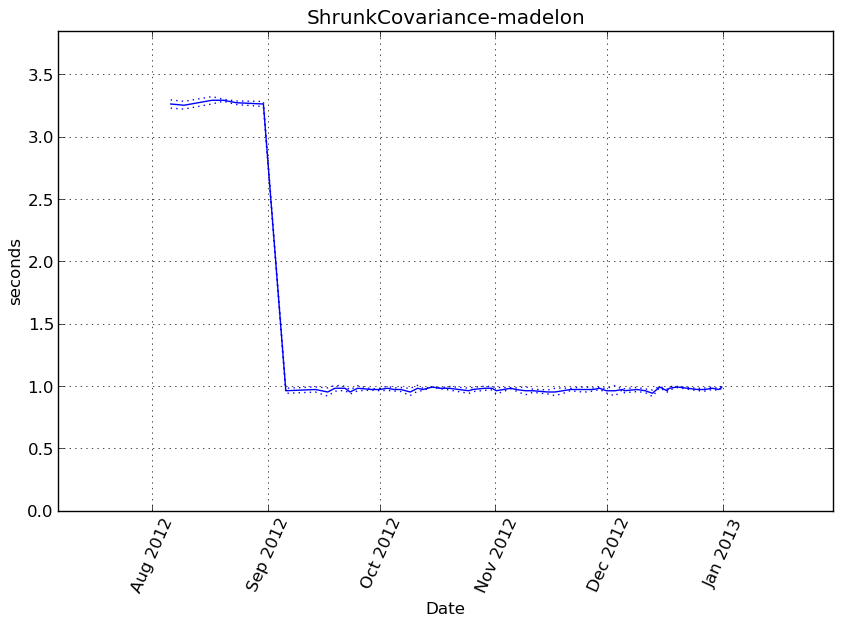 ShrunkCovariance-madelon
seconds
3.5
3.0
2.5
2.0
1.5
1.0
0.5
0.0
Aug 2012
Sep 2012
Oct 2012
Nov 2012
Dec 2012
Jan 2013
Date